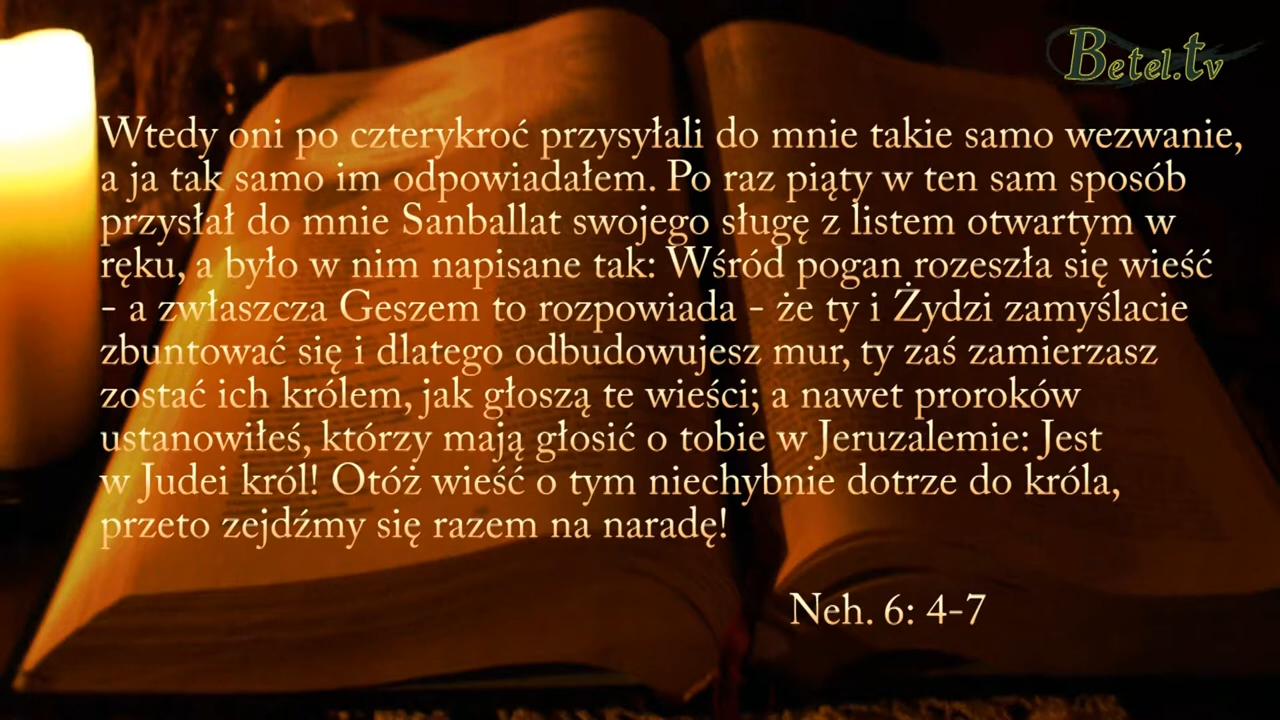 Betel.tv
Wtedy oni po czterykroć przysyłali do mnie takie samo wezwanie,
a ja tak samo im odpowiadałem. Po raz piąty w ten sam sposób
przysłał do mnie Sanballat swojego sługę z listem otwartym w
ręku, a było w nim napisane tak: Wśród pogan rozeszła się wieść
- a zwłaszcza Geszem to rozpowiada - że ty i Żydzi zamyślacie
zbuntować się i dlatego odbudowujesz mur, ty zaś zamierzasz
zostać ich królem, jak głoszą te wieści; a nawet proroków
ustanowiłeś, którzy mają głosić o tobie w Jeruzalemie: Jest
w Judei król! Otóż wieść o tym niechybnie dotrze do króla,
przeto zejdźmy się razem na naradę!
Neh. 6: 4-7